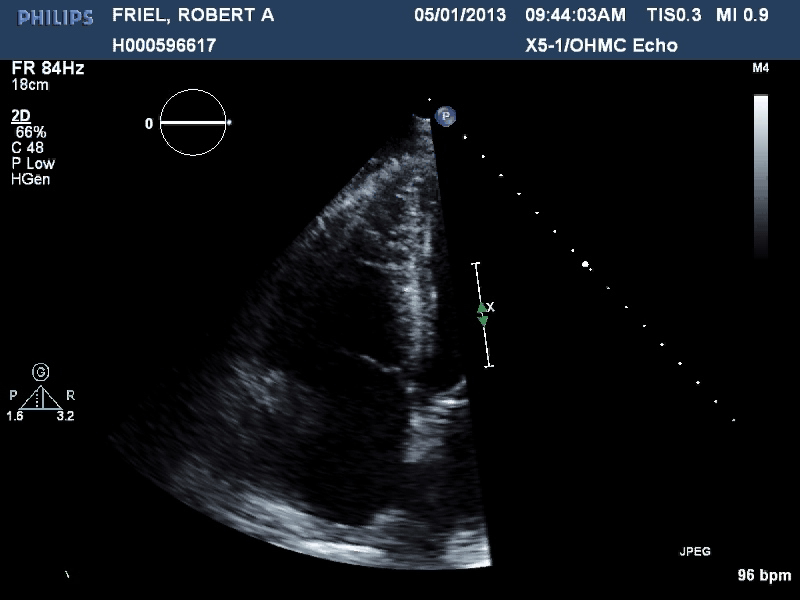 PHILIPS
FRIEL, ROBERT A
05/01/2013 09:44:03AM TIS0.3 MI 0.9
H000596617
X5-1/OHMC Echo
FR 84Hz
18cm
M4
P
0
2D
66%
C 48
P Low
HGen
X
G
P R
1.6 3.2
JPEG
96 bpm